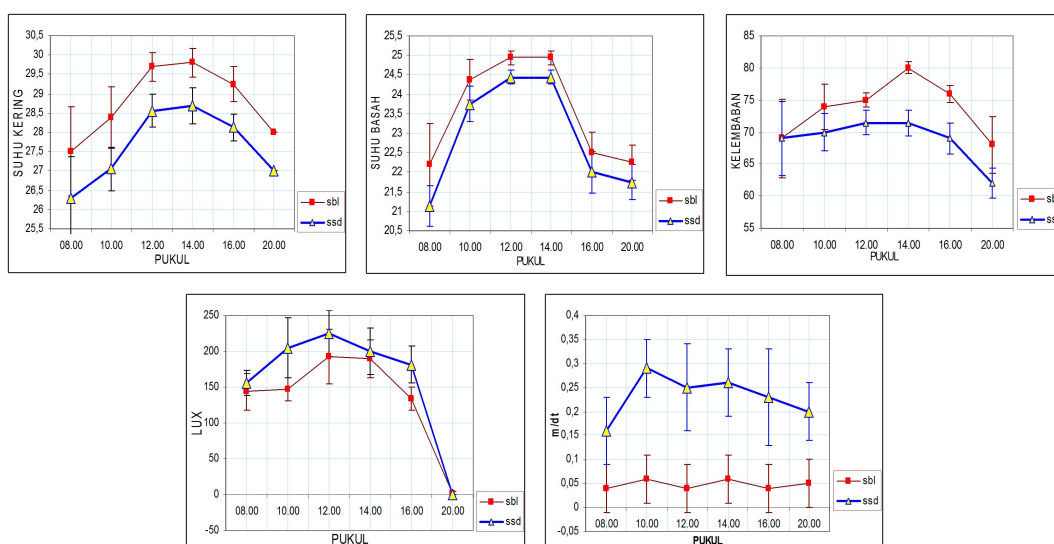 SUHU KERING
30,5
30
29,5
29
28,5
28
27,5
27
26,5
26
25,5
08.00 10.00 12.00 14.00 16.00 20.00
PUKUL
sbl
ssd
SUHU BASAH
25,5
25
24,5
24
23,5
23
22,5
22
21,5
21
20,5
08.00 10.00 12.00 14.00 16.00 20.00
PUKUL
sbl
ssd
KELEMBABAN
85
80
75
70
65
60
55
08.00 10.00 12.00 14.00 16.00 20.00
PUKUL
sbl
ssd
LUX
250
200
150
100
50
0
-50
08.00 10.00 12.00 14.00 16.00 20.00
PUKUL
sbl
ssd
m/dt
0,4
0,35
0,3
0,25
0,2
0,15
0,1
0,05
0
-0,05
08.00 10.00 12.00 14.00 16.00 20.00
PUKUL
sbl
ssd